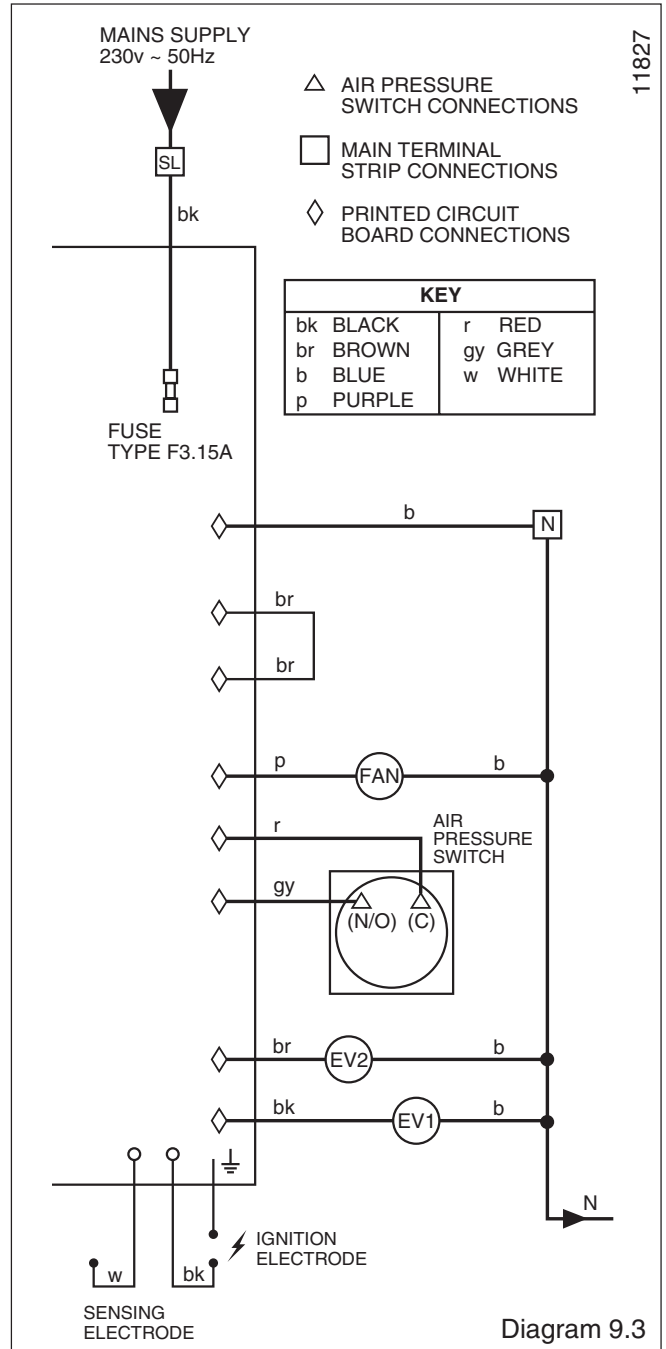 MAINS SUPPLY
230v ~ 50Hz
11827
AIR PRESSURE
SWITCH CONNECTIONS
MAIN TERMINAL
STRIP CONNECTIONS
PRINTED CIRCUIT
BOARD CONNECTIONS
SL
bk
KEY
bk BLACK r RED
br BROWN gy GREY
b BLUE w WHITE
p PURPLE
FUSE
TYPE F3.15A
b
N
br
br
p
FAN
b
r
AIR
PRESSURE
SWITCH
gy
(N/O) (C)
br
EV2
b
bk
EV1
b
N
IGNITION
ELECTRODE
w
bk
SENSING
ELECTRODE
Diagram 9.3